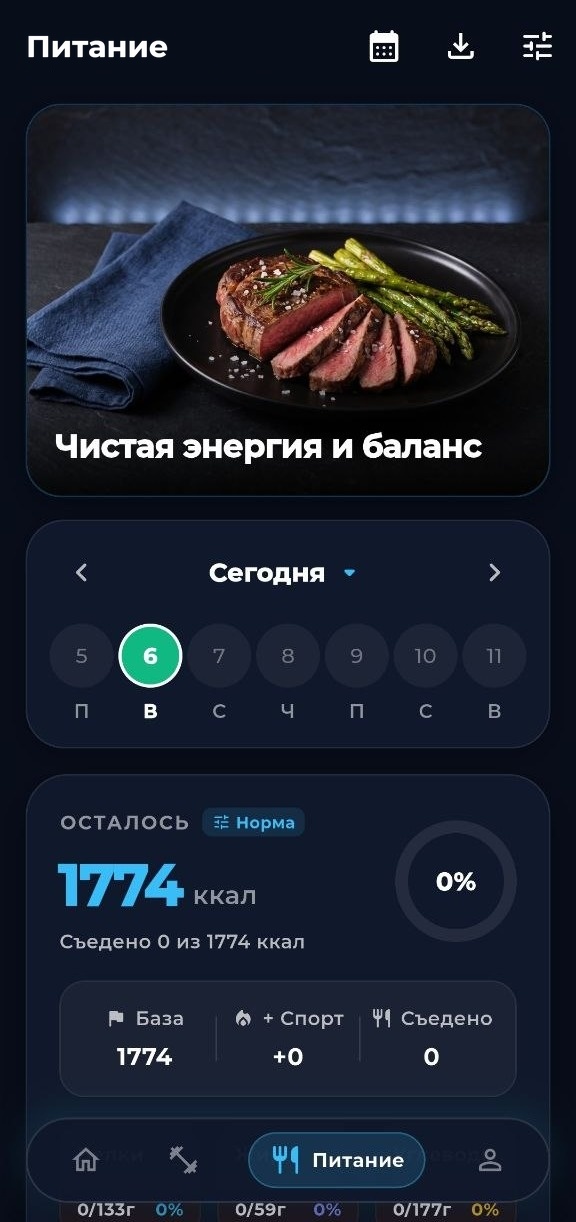 Питание
Чистая энергия и баланс
Сегодня
5 6 7 8 9 10 11
П В С Ч П С В
ОСТАЛОСЬ Норма
1774 ккал
0%
Съедено 0 из 1774 ккал
База + Спорт Съедено
1774 +0 0
Питание
0/133г 0% 0/59г 0% 0/177г 0%